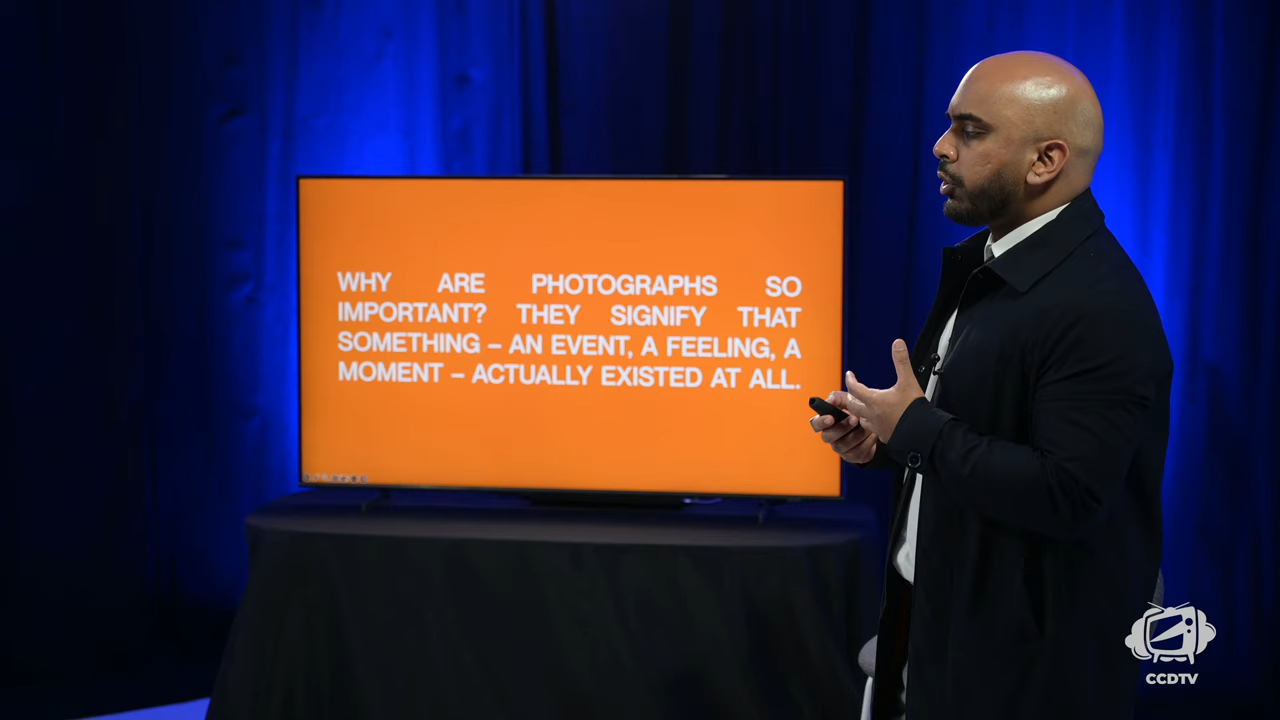 WHY ARE PHOTOGRAPHS SO
IMPORTANT? THEY SIGNIFY THAT
SOMETHING – AN EVENT, A FEELING, A
MOMENT – ACTUALLY EXISTED AT ALL.
CCDTV